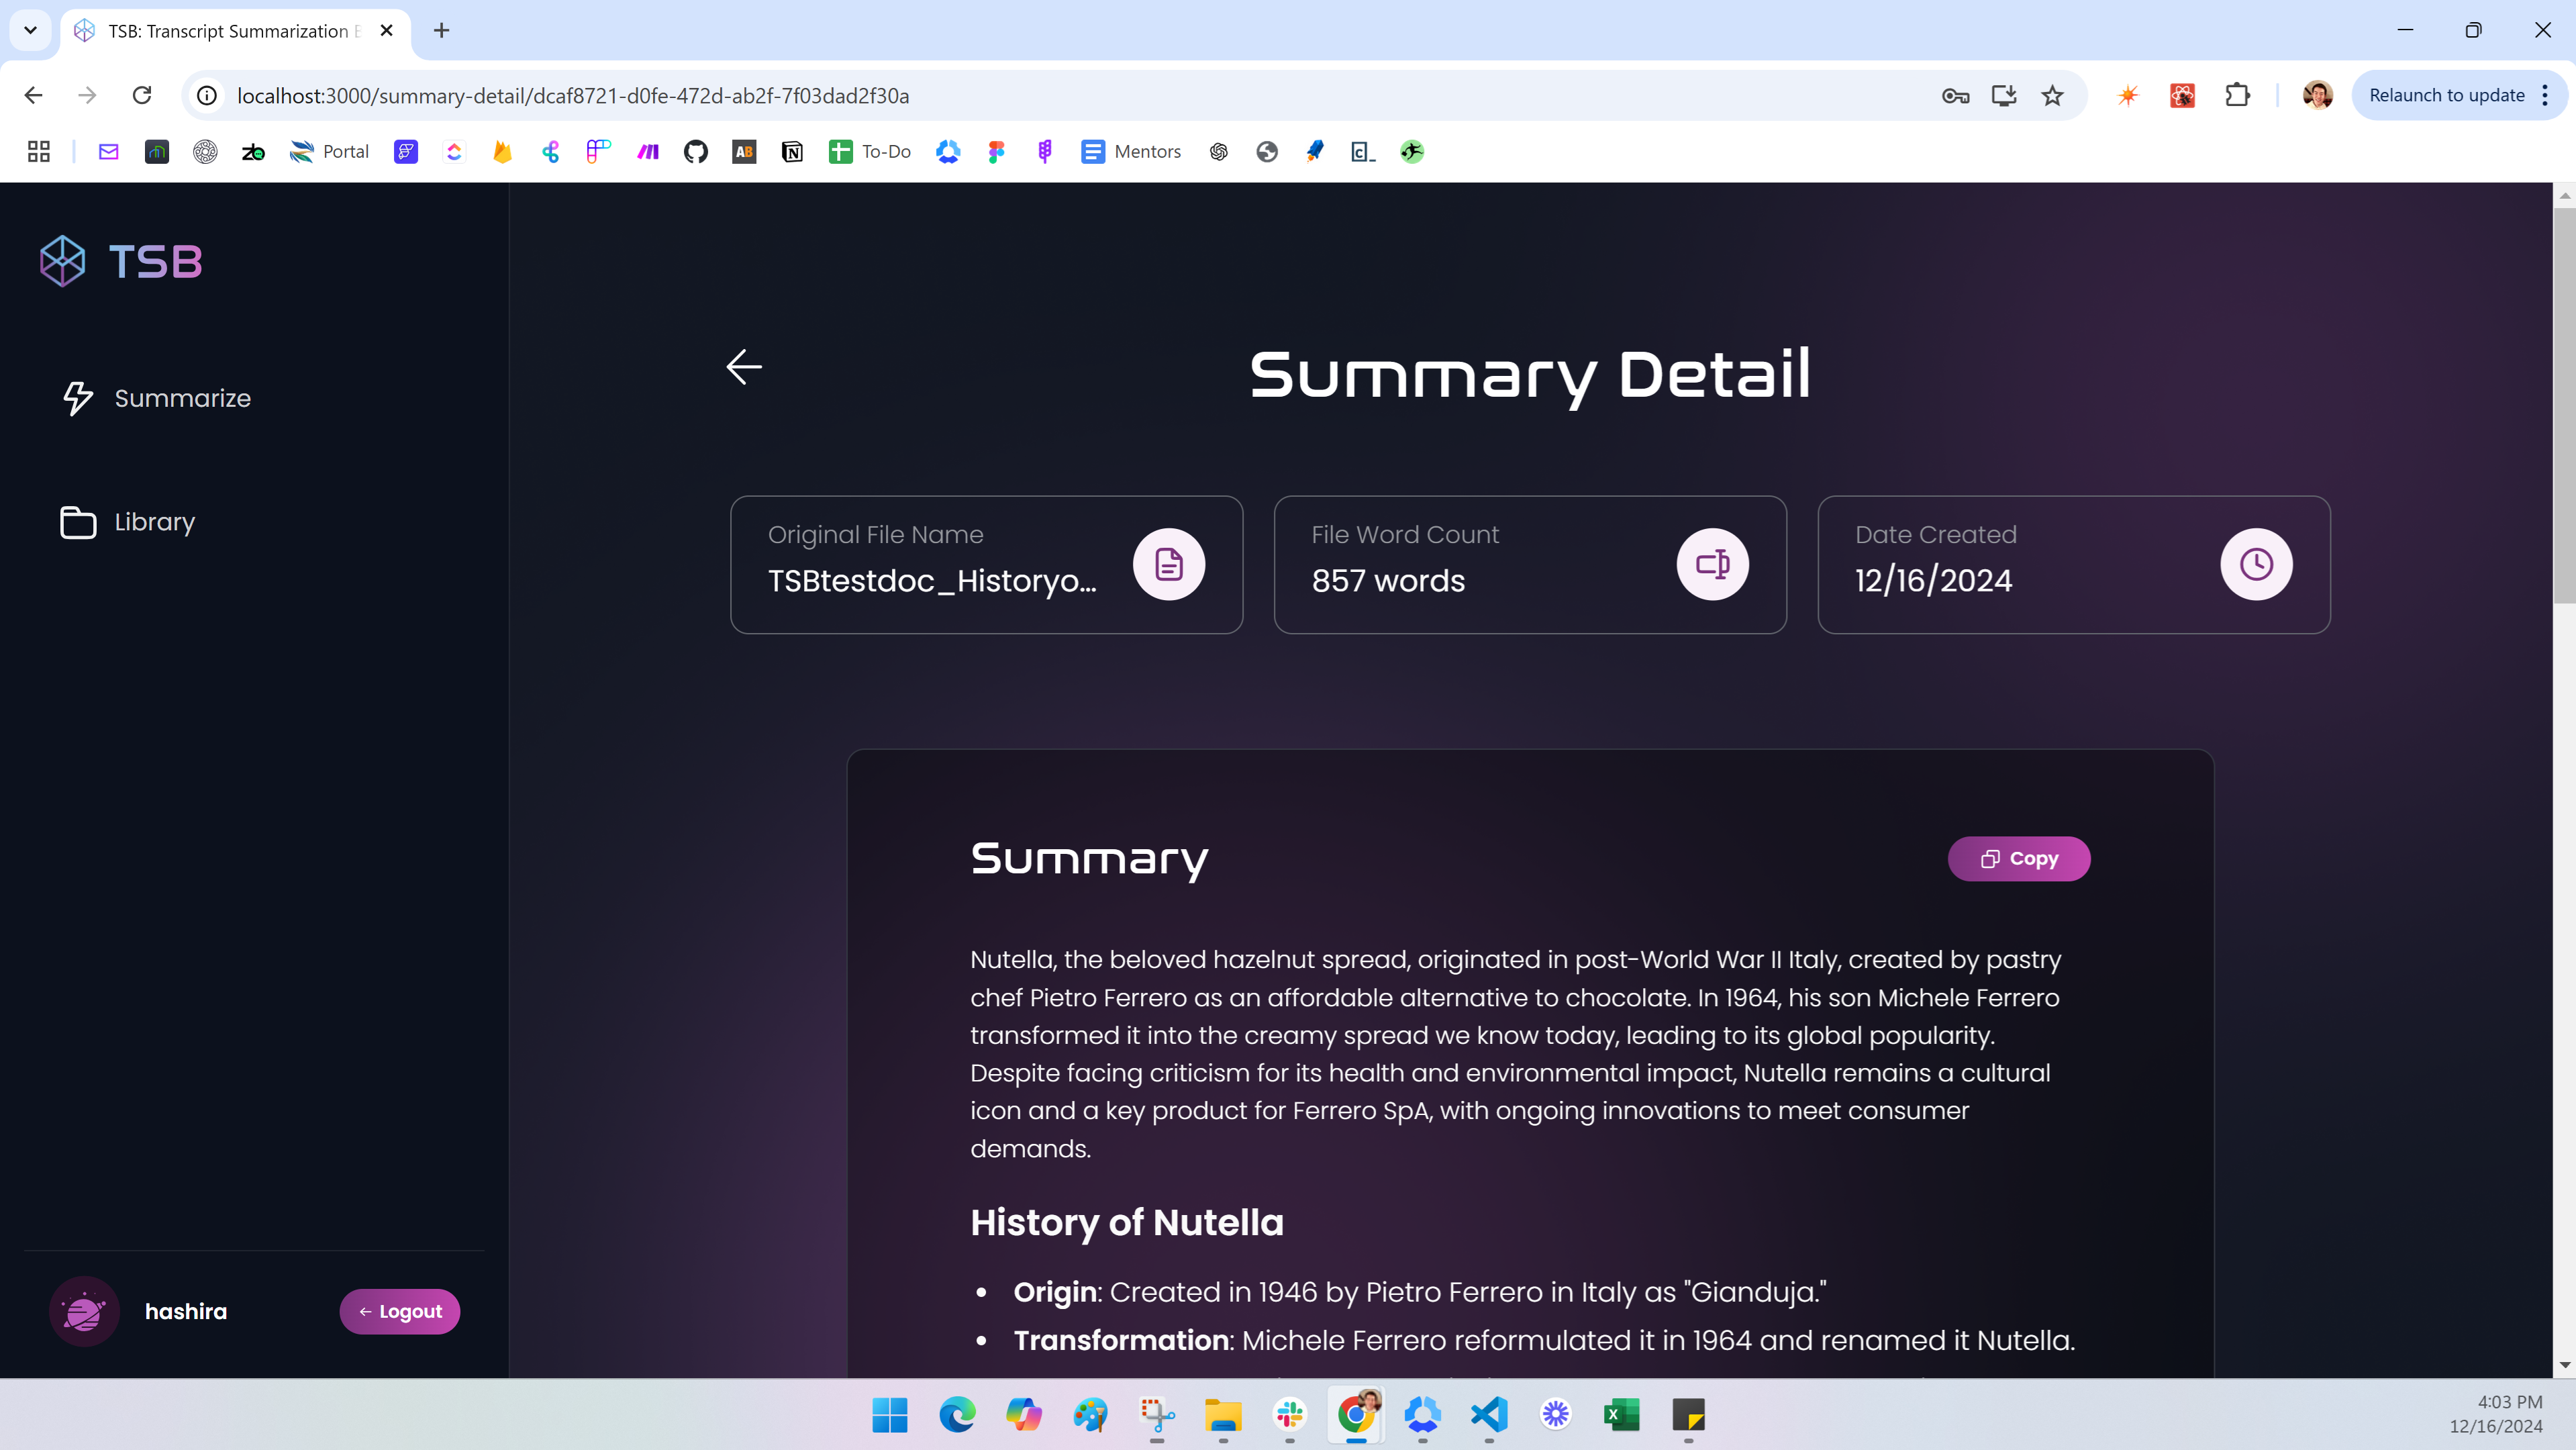 TSB: Transcript Summarization
localhost:3000/summary-detail/dcaf8721-d0fe-472d-ab2f-7f03dad2f30a
Relaunch to update
Portal
AB
To-Do
Mentors
TSB
Summarize
Library
Summary Detail
Original File Name
TSBtestdoc_Historyo...
File Word Count
857 words
Date Created
12/16/2024
Summary
Copy
Nutella, the beloved hazelnut spread, originated in post-World War II Italy, created by pastry
chef Pietro Ferrero as an affordable alternative to chocolate. In 1964, his son Michele Ferrero
transformed it into the creamy spread we know today, leading to its global popularity.
Despite facing criticism for its health and environmental impact, Nutella remains a cultural
icon and a key product for Ferrero SpA, with ongoing innovations to meet consumer
demands.
History of Nutella
• Origin: Created in 1946 by Pietro Ferrero in Italy as "Gianduja."
• Transformation: Michele Ferrero reformulated it in 1964 and renamed it Nutella.
hashira
← Logout
4:03 PM
12/16/2024